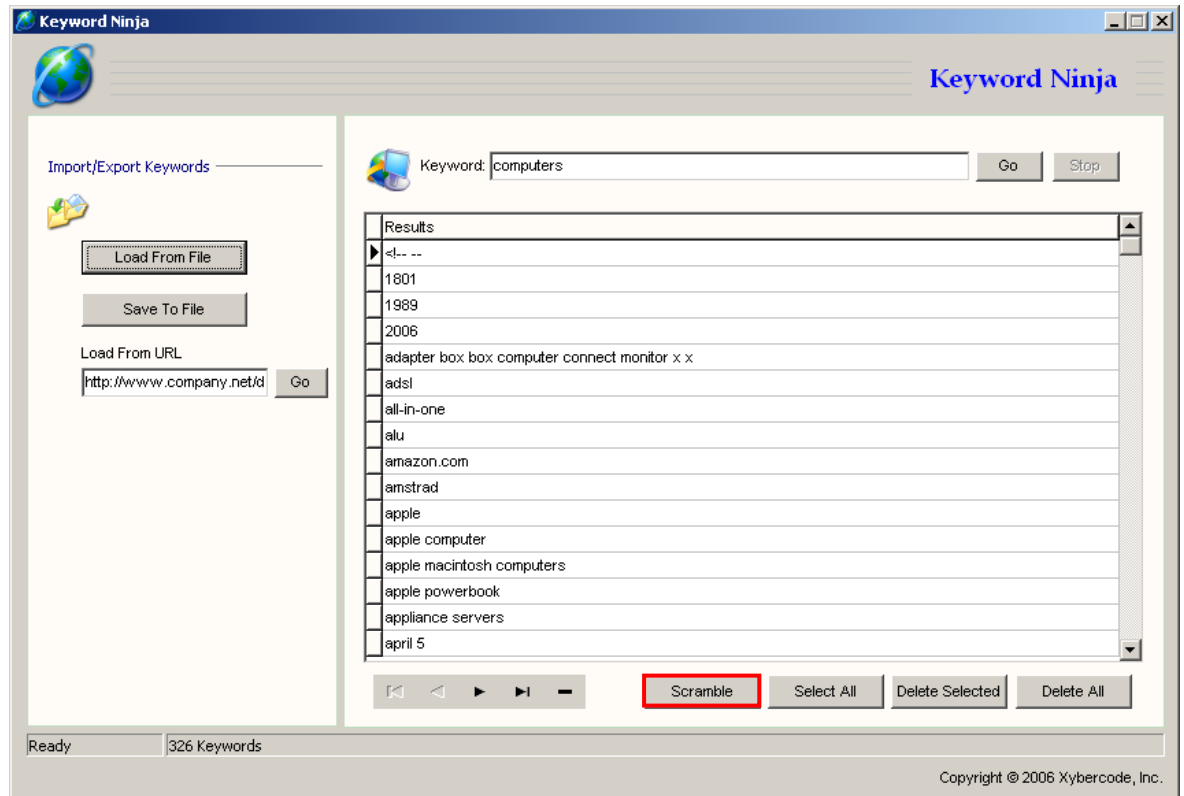 Keyword Ninja
Keyword Ninja
Import/Export Keywords
Load From File
Save To File
Load From URL
http://www.company.net/d Go
Keyword: computers Go Stop
Results
<!-- --
1801
1989
2006
adapter box box computer connect monitor x x
adsl
all-in-one
alu
amazon.com
amstrad
apple
apple computer
apple macintosh computers
apple powerbook
appliance servers
april 5
Scramble Select All Delete Selected Delete All
Ready 326 Keywords
Copyright © 2006 Xybercode, Inc.